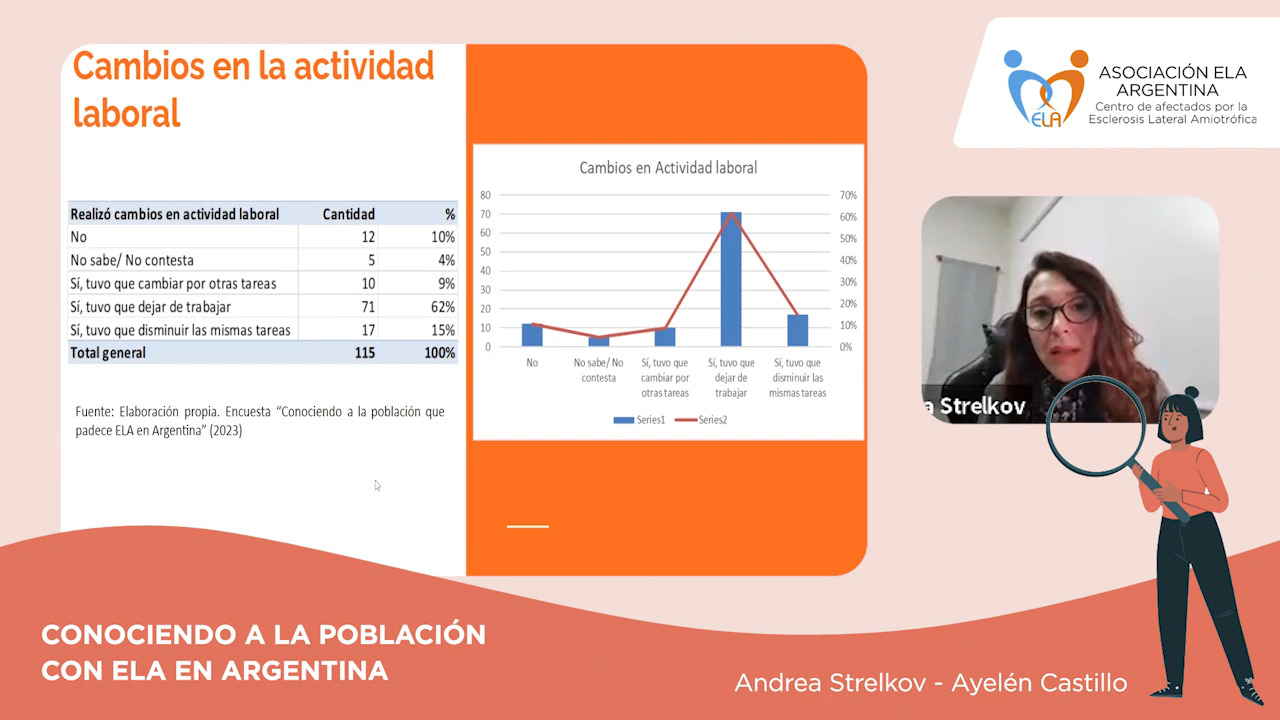 Cambios en la actividad
laboral
Realizó cambios en actividad laboral Cantidad %
No 12 10%
No sabe/ No contesta 5 4%
Sí, tuvo que cambiar por otras tareas 10 9%
Sí, tuvo que dejar de trabajar 71 62%
Sí, tuvo que disminuir las mismas tareas 17 15%
Total general 115 100%
Fuente: Elaboración propia. Encuesta “Conociendo a la población que
padece ELA en Argentina” (2023)
Cambios en Actividad laboral
80 70%
70 60%
60 50%
50 40%
40 30%
30 20%
20 10%
10 0%
0
No No sabe/ No Sí, tuvo que Sí, tuvo que Sí, tuvo que
contesta cambiar por dejar de disminuir las
otras tareas trabajar mismas tareas
Series1 Series2
ASOCIACIÓN ELA
ARGENTINA
Centro de afectados por la
Esclerosis Lateral Amiotrófica
ELA
a Strelkov
CONOCIENDO A LA POBLACIÓN
CON ELA EN ARGENTINA
Andrea Strelkov - Ayelén Castillo